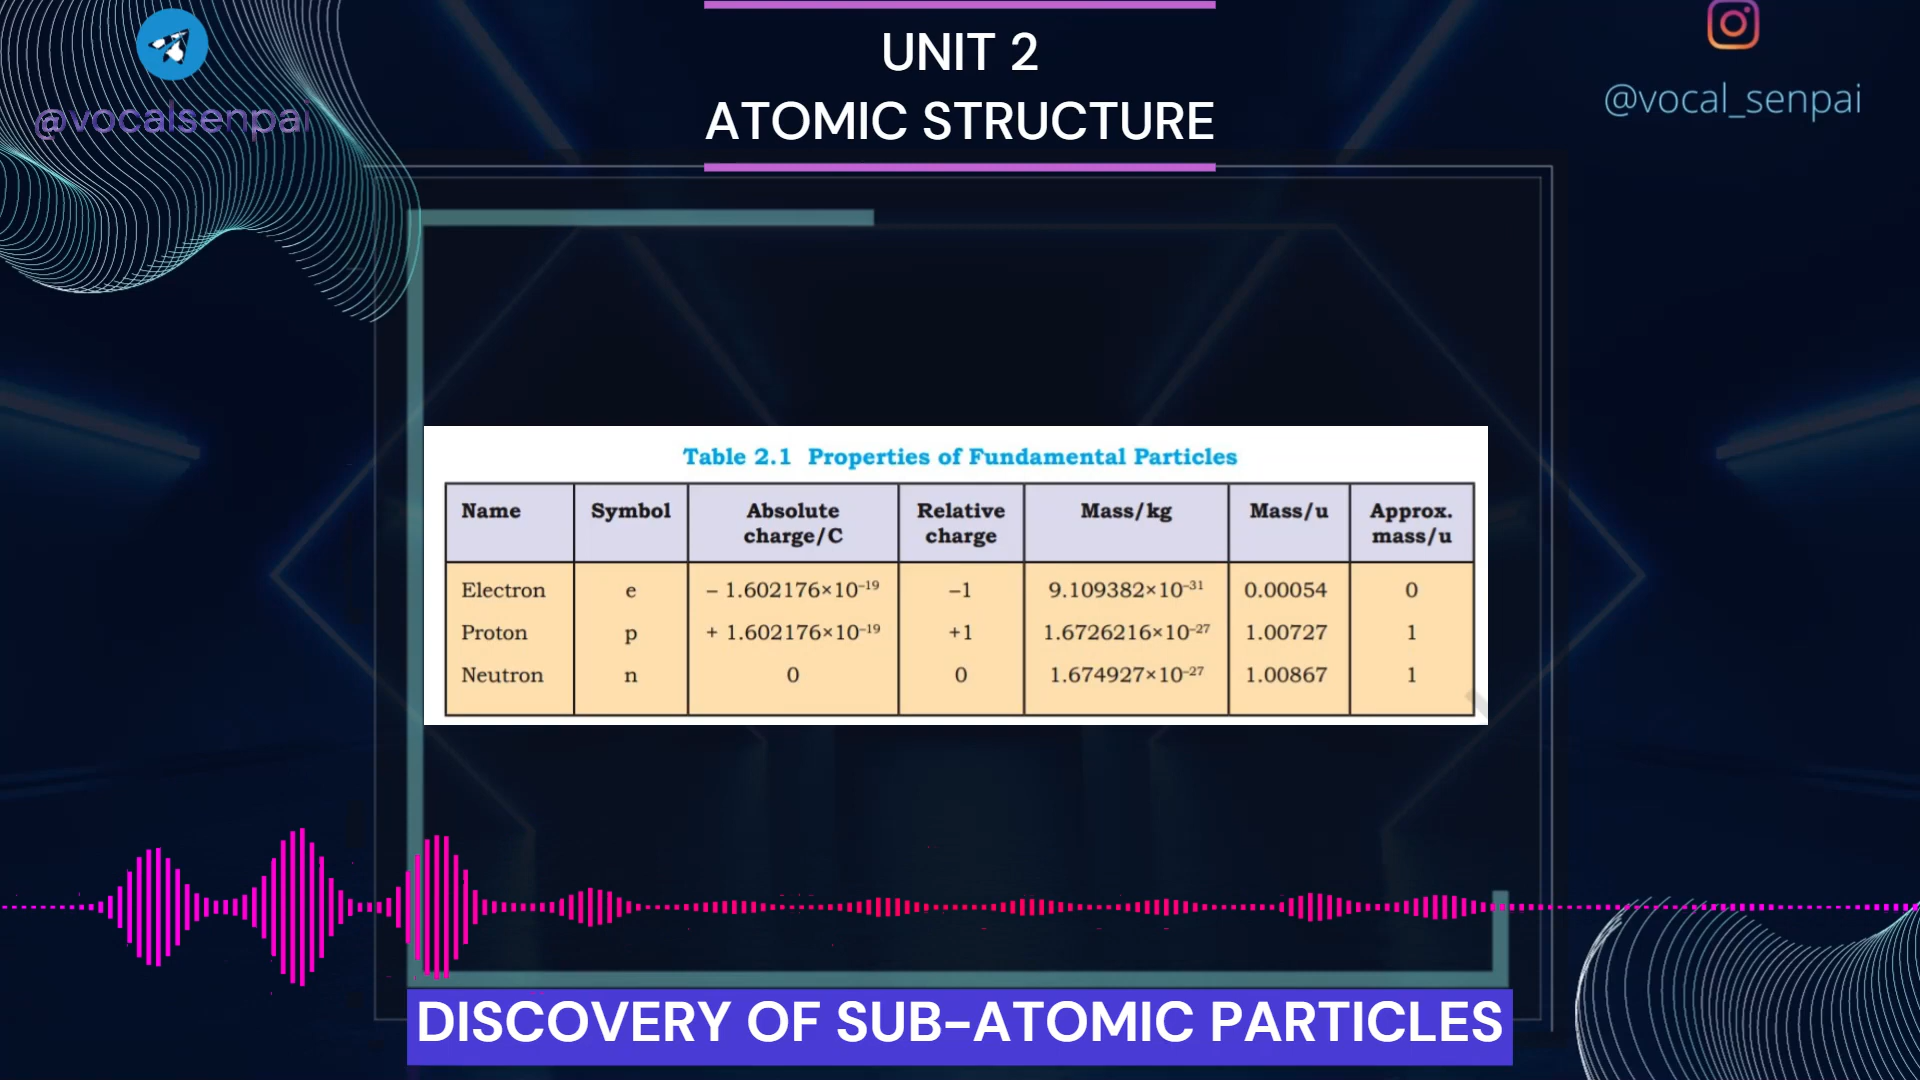 UNIT 2
ATOMIC STRUCTURE
@vocalsenpai
@vocal_senpai
Table 2.1 Properties of Fundamental Particles
Name Symbol Absolute charge/C Relative charge Mass/kg Mass/u Approx. mass/u
Electron e – 1.602176×10⁻¹⁹ –1 9.109382×10⁻³¹ 0.00054 0
Proton p + 1.602176×10⁻¹⁹ +1 1.6726216×10⁻²⁷ 1.00727 1
Neutron n 0 0 1.674927×10⁻²⁷ 1.00867 1
DISCOVERY OF SUB-ATOMIC PARTICLES